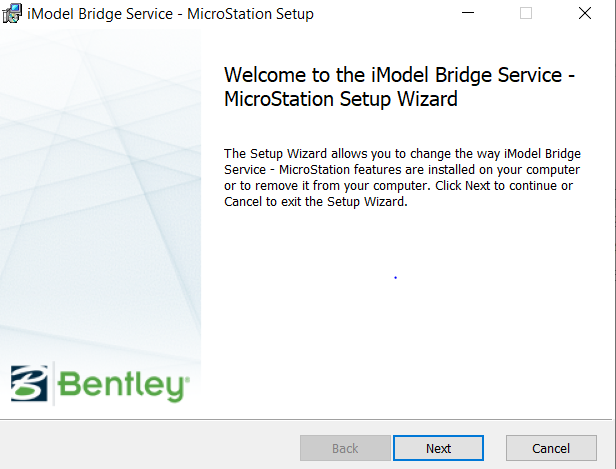 iModel Bridge Service - MicroStation Setup
Welcome to the iModel Bridge Service -
MicroStation Setup Wizard
The Setup Wizard allows you to change the way iModel Bridge
Service - MicroStation features are installed on your computer
or to remove it from your computer. Click Next to continue or
Cancel to exit the Setup Wizard.
Bentley®
Back
Next
Cancel